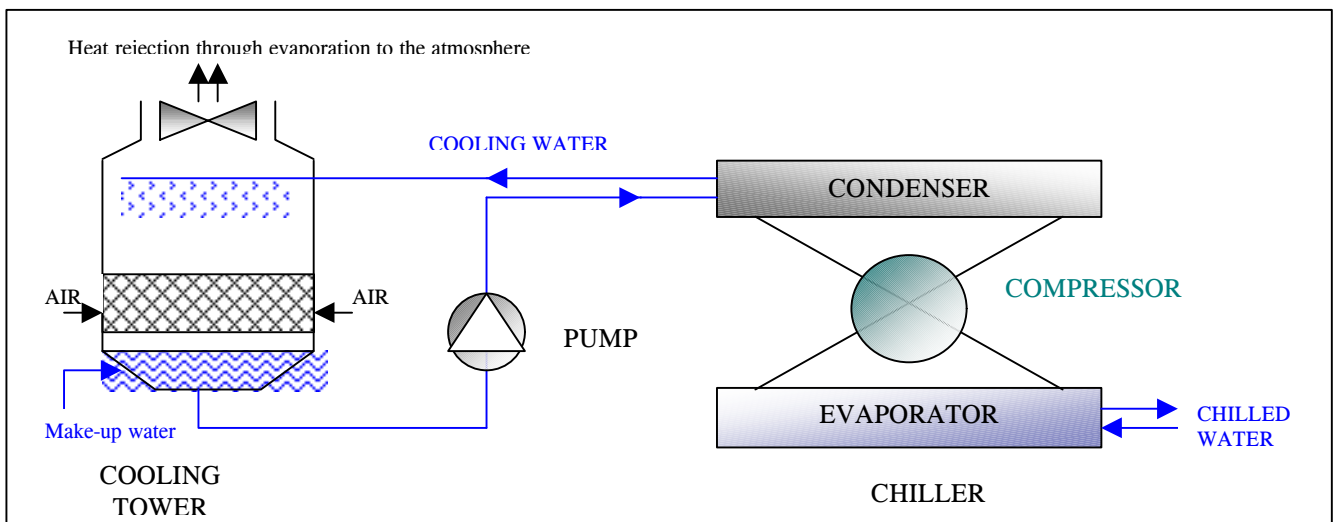 Heat rejection through evaporation to the atmosphere
COOLING WATER
CONDENSER
AIR
AIR
COMPRESSOR
PUMP
EVAPORATOR
CHILLED
WATER
Make-up water
COOLING
TOWER
CHILLER